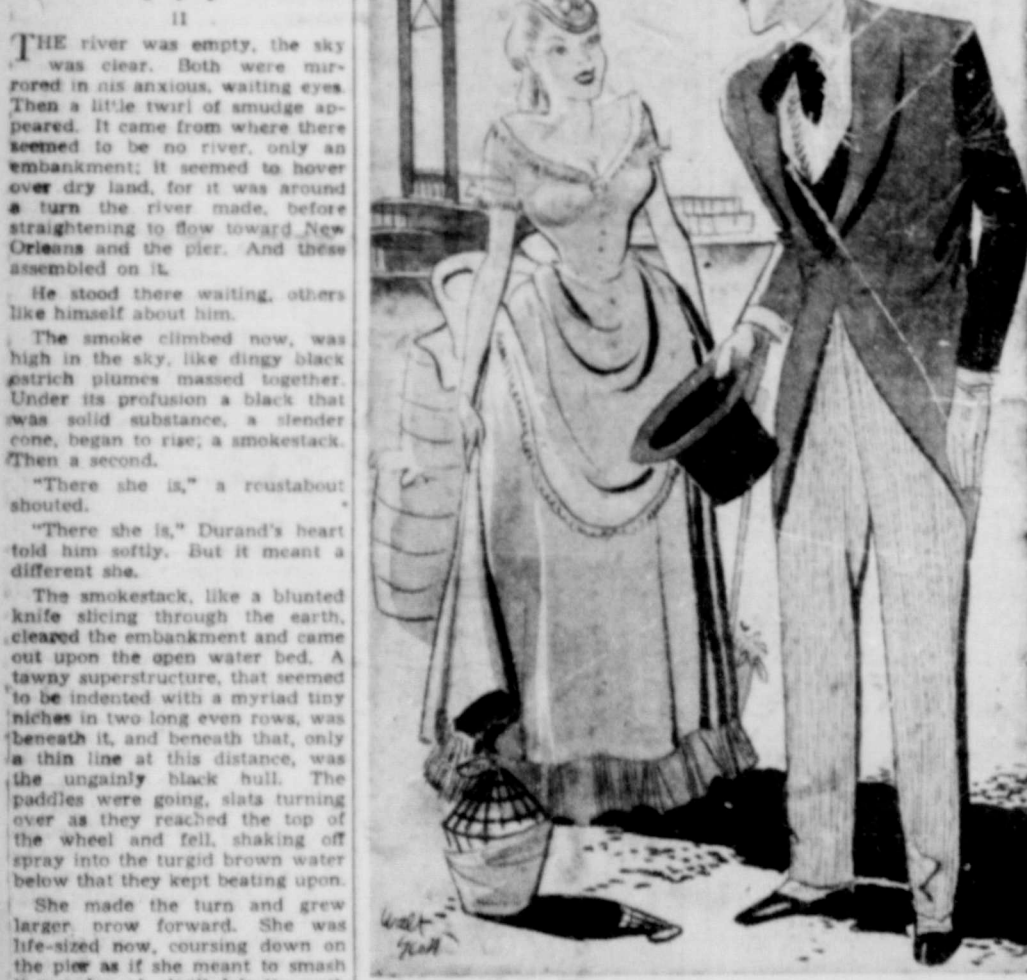 II
THE river was empty, the sky
was clear. Both were mir-
rored in his anxious, waiting eyes.
Then a little twirl of smudge ap-
peared. It came from where there
seemed to be no river, only an
embankment; it seemed to hover
over dry land, for it was around
a turn the river made, before
straightening to flow toward New
Orleans and the pier. And those
assembled on it.
He stood there waiting, others
like himself about him.
The smoke climbed now, was
high in the sky, like dingy black
ostrich plumes massed together.
Under its profusion a black that
was solid substance, a slender
cone, began to rise; a smokestack.
Then a second.
"There she is," a roustabout
shouted.
"There she is," Durand's heart
told him softly. But it meant a
different she.
The smokestack, like a blunted
knife slicing through the earth,
cleared the embankment and came
out upon the open water bed. A
tawny superstructure, that seemed
to be indented with a myriad tiny
niches in two long even rows, was
beneath it, and beneath that, only
a thin line at this distance, was
the ungainly black hull. The
paddles were going, slats turning
over as they reached the top of
the wheel and fell, shaking off
spray into the turgid brown water
below that they kept beating upon.
She made the turn and grew
larger, prow forward. She was
life-sized now, coursing down on
the pier as if she meant to smash
Walt
Scott